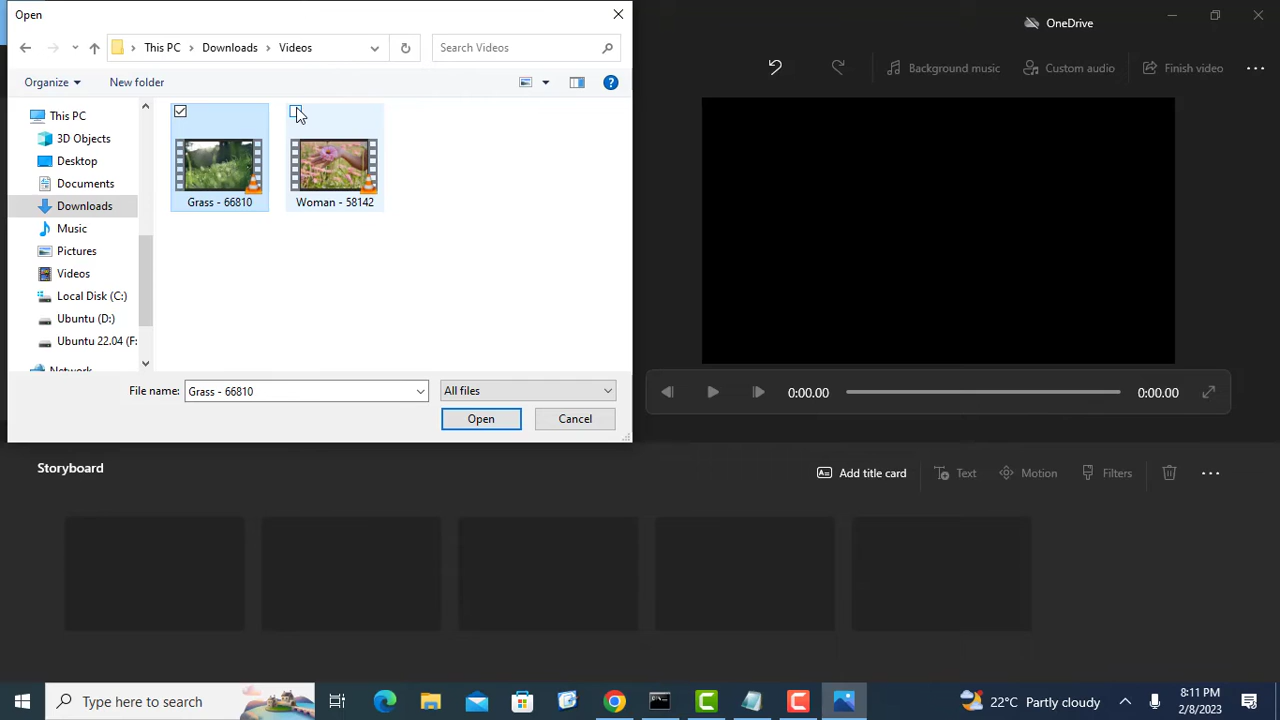 Open
This PC
Downloads
Videos
Search Videos
OneDrive
Organize
New folder
Background music
Custom audio
Finish video
This PC
3D Objects
Desktop
Documents
Downloads
Music
Pictures
Videos
Local Disk (C:)
Ubuntu (D:)
Ubuntu 22.04 (F:
Network
Grass - 66810
Woman - 58142
File name:
Grass - 66810
All files
Open
Cancel
0:00.00
0:00.00
Storyboard
Add title card
Text
Motion
Filters
Type here to search
22°C Partly cloudy
8:11 PM
2/8/2023